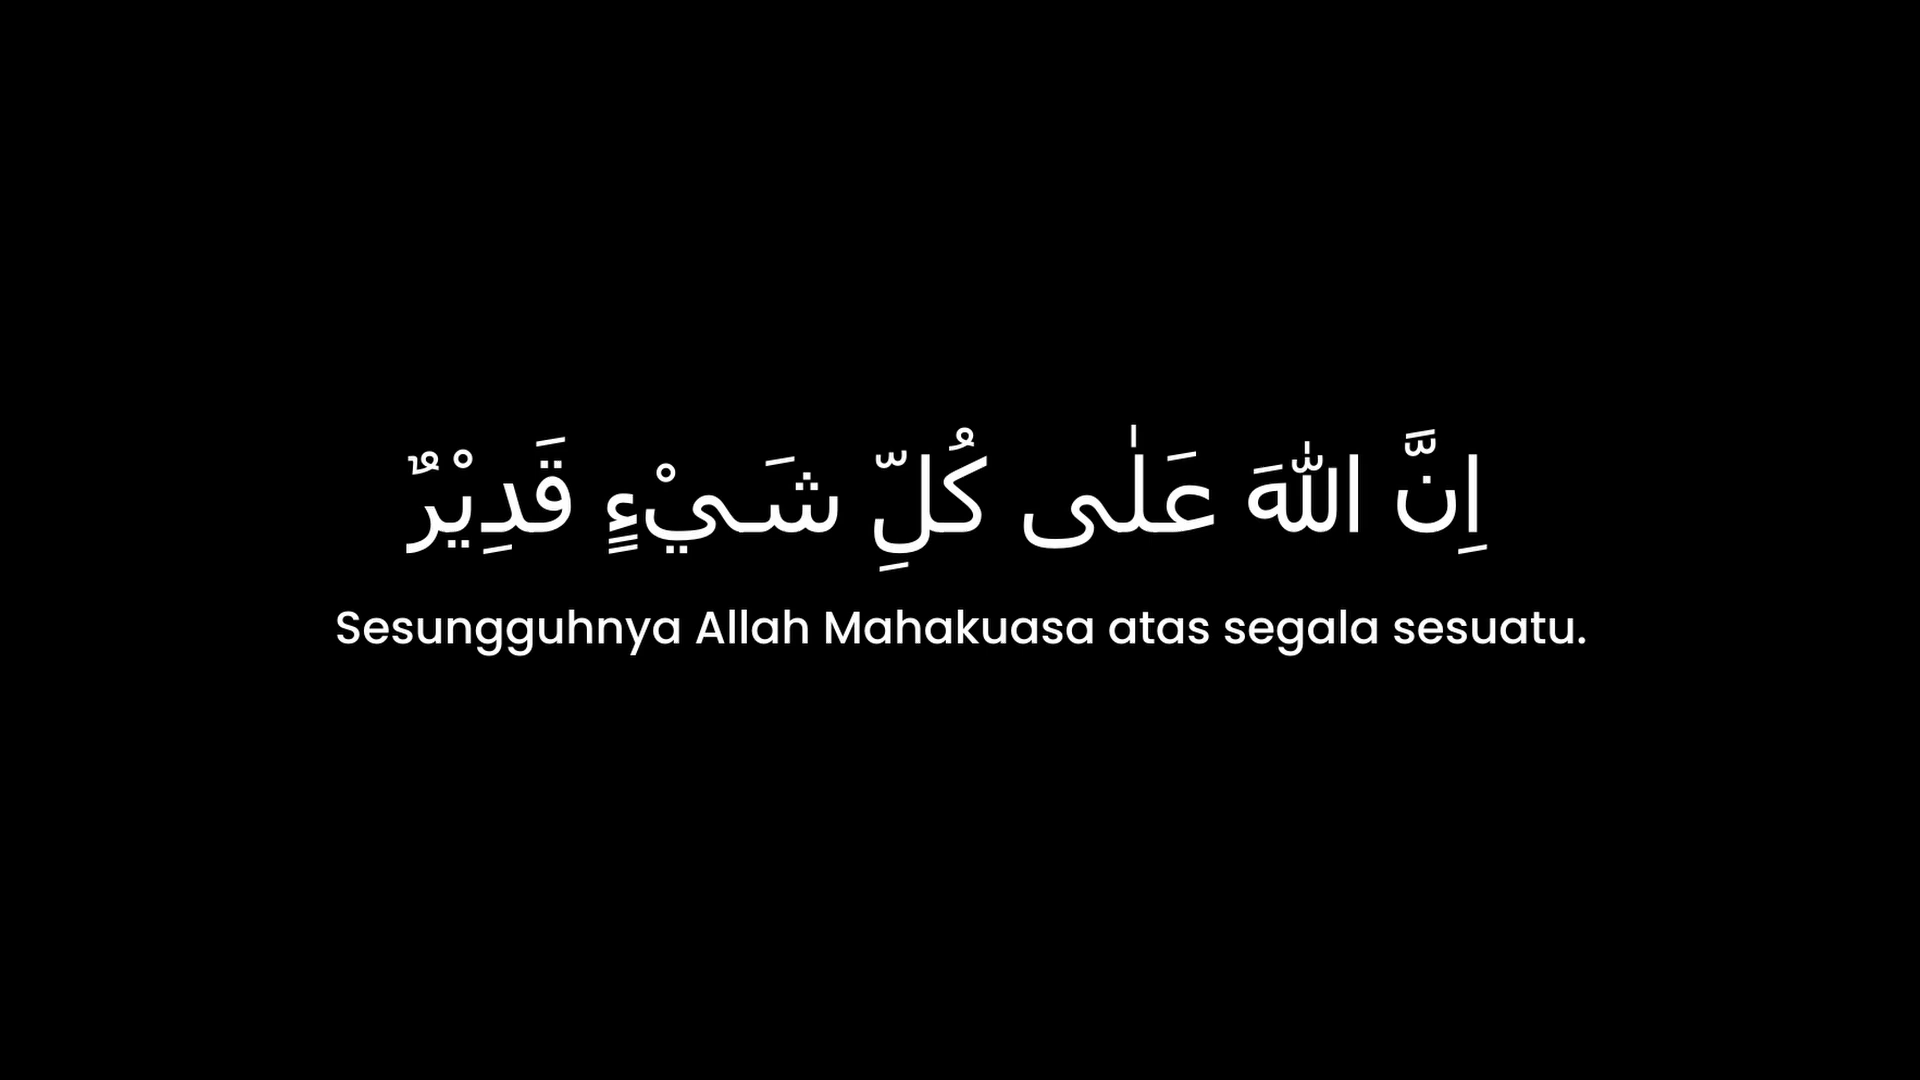 اِنَّ اللّٰهَ عَلٰى كُلِّ شَيْءٍ قَدِيْرٌ
Sesungguhnya Allah Mahakuasa atas segala sesuatu.